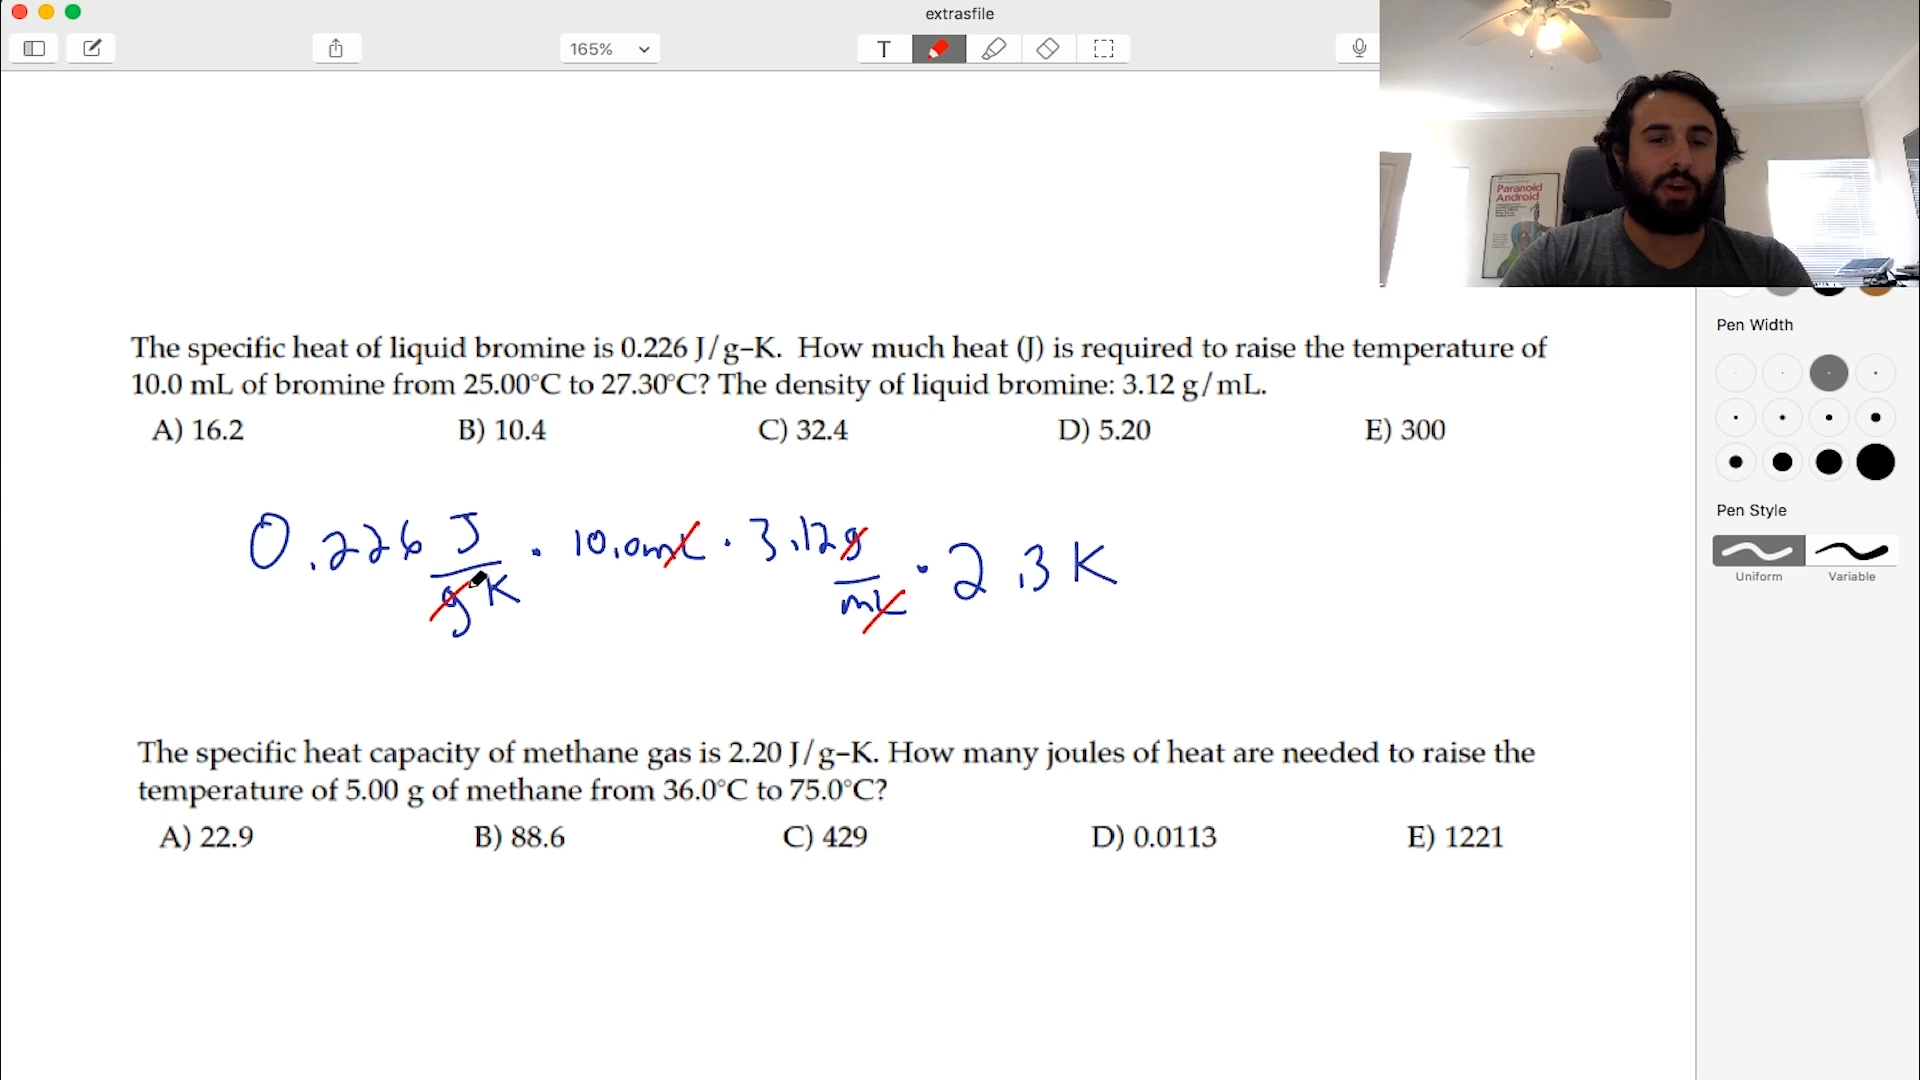 extrasfile
165%
T
Paranoid
Android
Pen Width
The specific heat of liquid bromine is 0.226 J/g–K. How much heat (J) is required to raise the temperature of
10.0 mL of bromine from 25.00°C to 27.30°C? The density of liquid bromine: 3.12 g/mL.
A) 16.2 B) 10.4 C) 32.4 D) 5.20 E) 300
Pen Style
Uniform Variable
0.226 J/gK · 10.0mL · 3.12g/mL · 2.3K
The specific heat capacity of methane gas is 2.20 J/g–K. How many joules of heat are needed to raise the
temperature of 5.00 g of methane from 36.0°C to 75.0°C?
A) 22.9 B) 88.6 C) 429 D) 0.0113 E) 1221